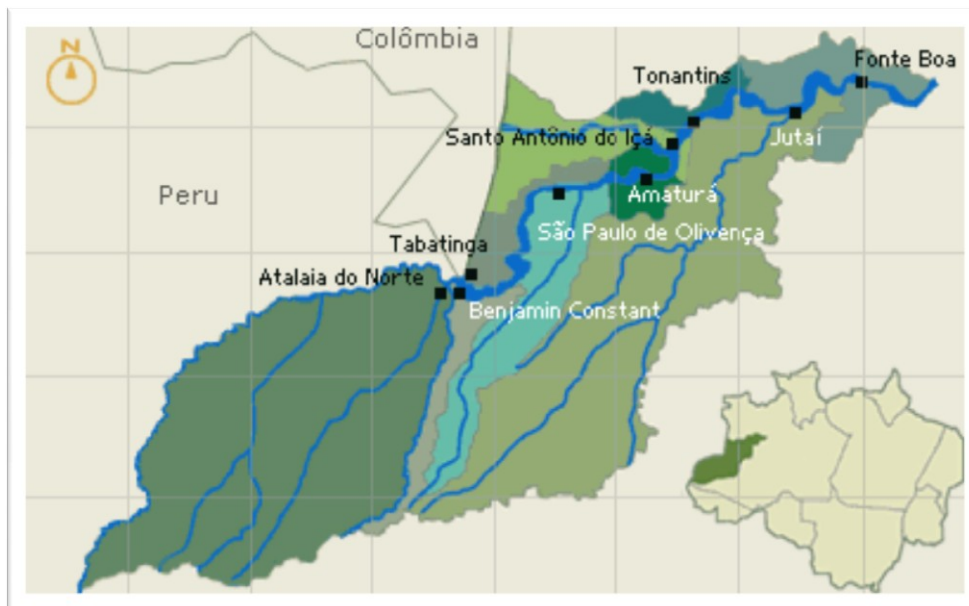 N
Colômbia
Fonte Boa
Tonantins
Santo Antônio do Içá
Jutaí
Peru
Amaturá
São Paulo de Olivença
Tabatinga
Atalaia do Norte
Benjamin Constant